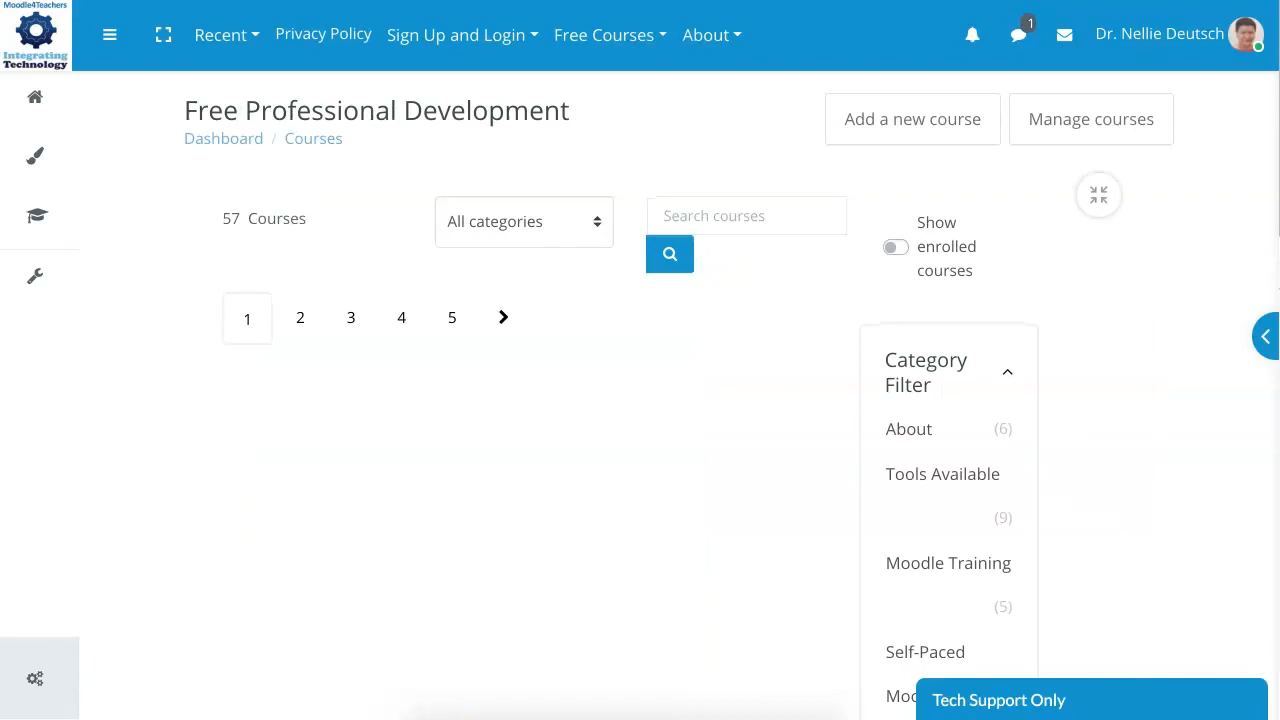 Moodle4Teachers
Integrating
Technology
Recent
Privacy Policy
Sign Up and Login
Free Courses
About
1
Dr. Nellie Deutsch
Free Professional Development
Dashboard / Courses
Add a new course
Manage courses
57 Courses
All categories
Search courses
Show
enrolled
courses
1 2 3 4 5
Category
Filter
About (6)
Tools Available
(9)
Moodle Training
(5)
Self-Paced
Tech Support Only